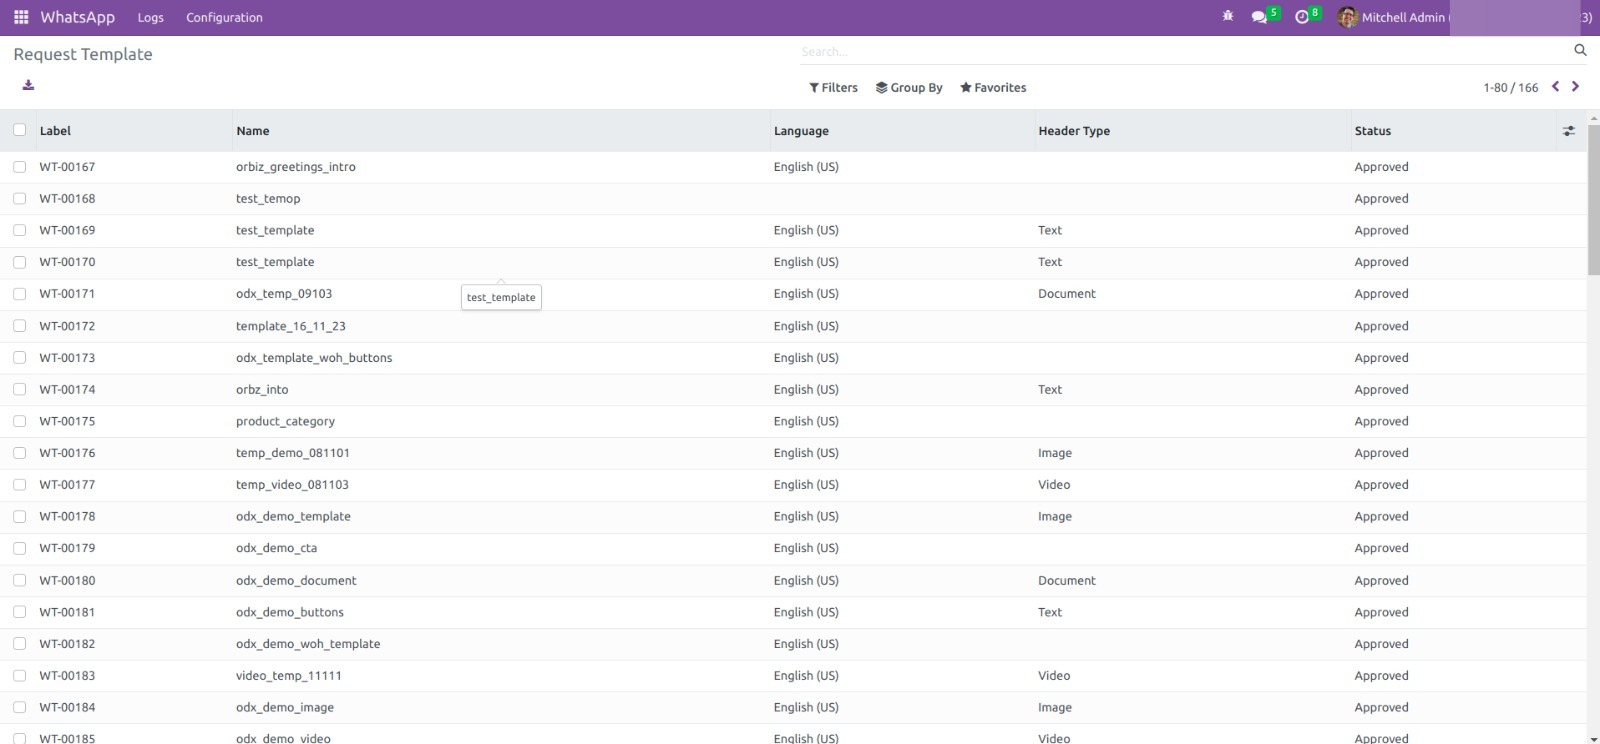 WhatsApp Logs Configuration 5 8 Mitchell Admin ( 3)
Request Template Search...
Filters Group By Favorites 1-80 / 166
Label Name Language Header Type Status
WT-00167 orbiz_greetings_intro English (US) Approved
WT-00168 test_temop Approved
WT-00169 test_template English (US) Text Approved
WT-00170 test_template English (US) Text Approved
WT-00171 odx_temp_09103 test_template English (US) Document Approved
WT-00172 template_16_11_23 English (US) Approved
WT-00173 odx_template_woh_buttons English (US) Approved
WT-00174 orbz_into English (US) Text Approved
WT-00175 product_category English (US) Approved
WT-00176 temp_demo_081101 English (US) Image Approved
WT-00177 temp_video_081103 English (US) Video Approved
WT-00178 odx_demo_template English (US) Image Approved
WT-00179 odx_demo_cta English (US) Approved
WT-00180 odx_demo_document English (US) Document Approved
WT-00181 odx_demo_buttons English (US) Text Approved
WT-00182 odx_demo_woh_template English (US) Approved
WT-00183 video_temp_11111 English (US) Video Approved
WT-00184 odx_demo_image English (US) Image Approved
WT-00185 odx_demo_video English (US) Video Approved